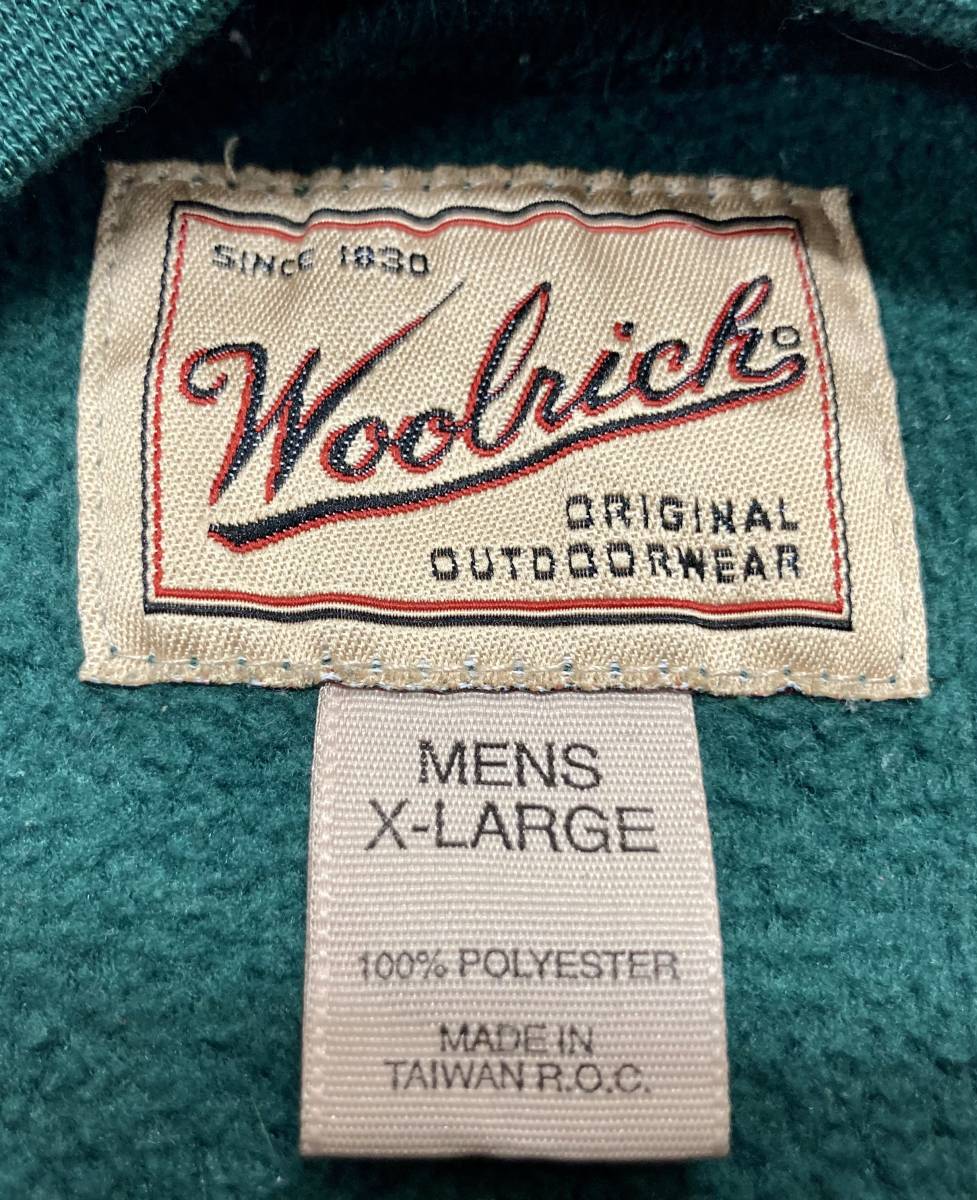 SINCE 1830
Woolrich®
ORIGINAL
OUTDOORWEAR
MENS
X-LARGE
100% POLYESTER
MADE IN
TAIWAN R.O.C.